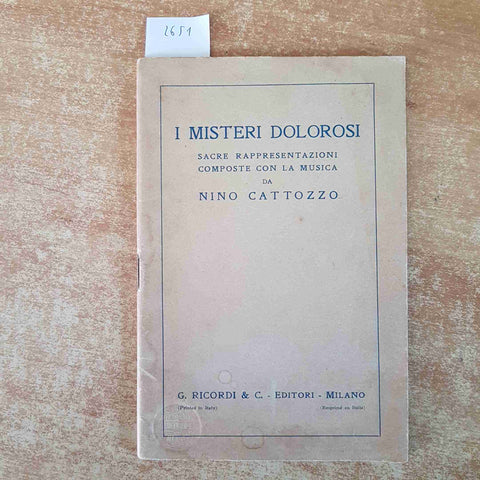 2651
I MISTERI DOLOROSI
SACRE RAPPRESENTAZIONI
COMPOSTE CON LA MUSICA
DA
NINO CATTOZZO
G. RICORDI & C. - EDITORI - MILANO
(Printed in Italy) (Imprimé en Italie)